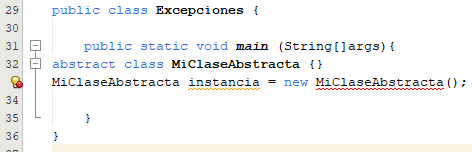 29 public class Excepciones {
30
31 public static void main (String[]args){
32 abstract class MiClaseAbstracta {}
MiClaseAbstracta instancia = new MiClaseAbstracta();
34
35 }
36 }